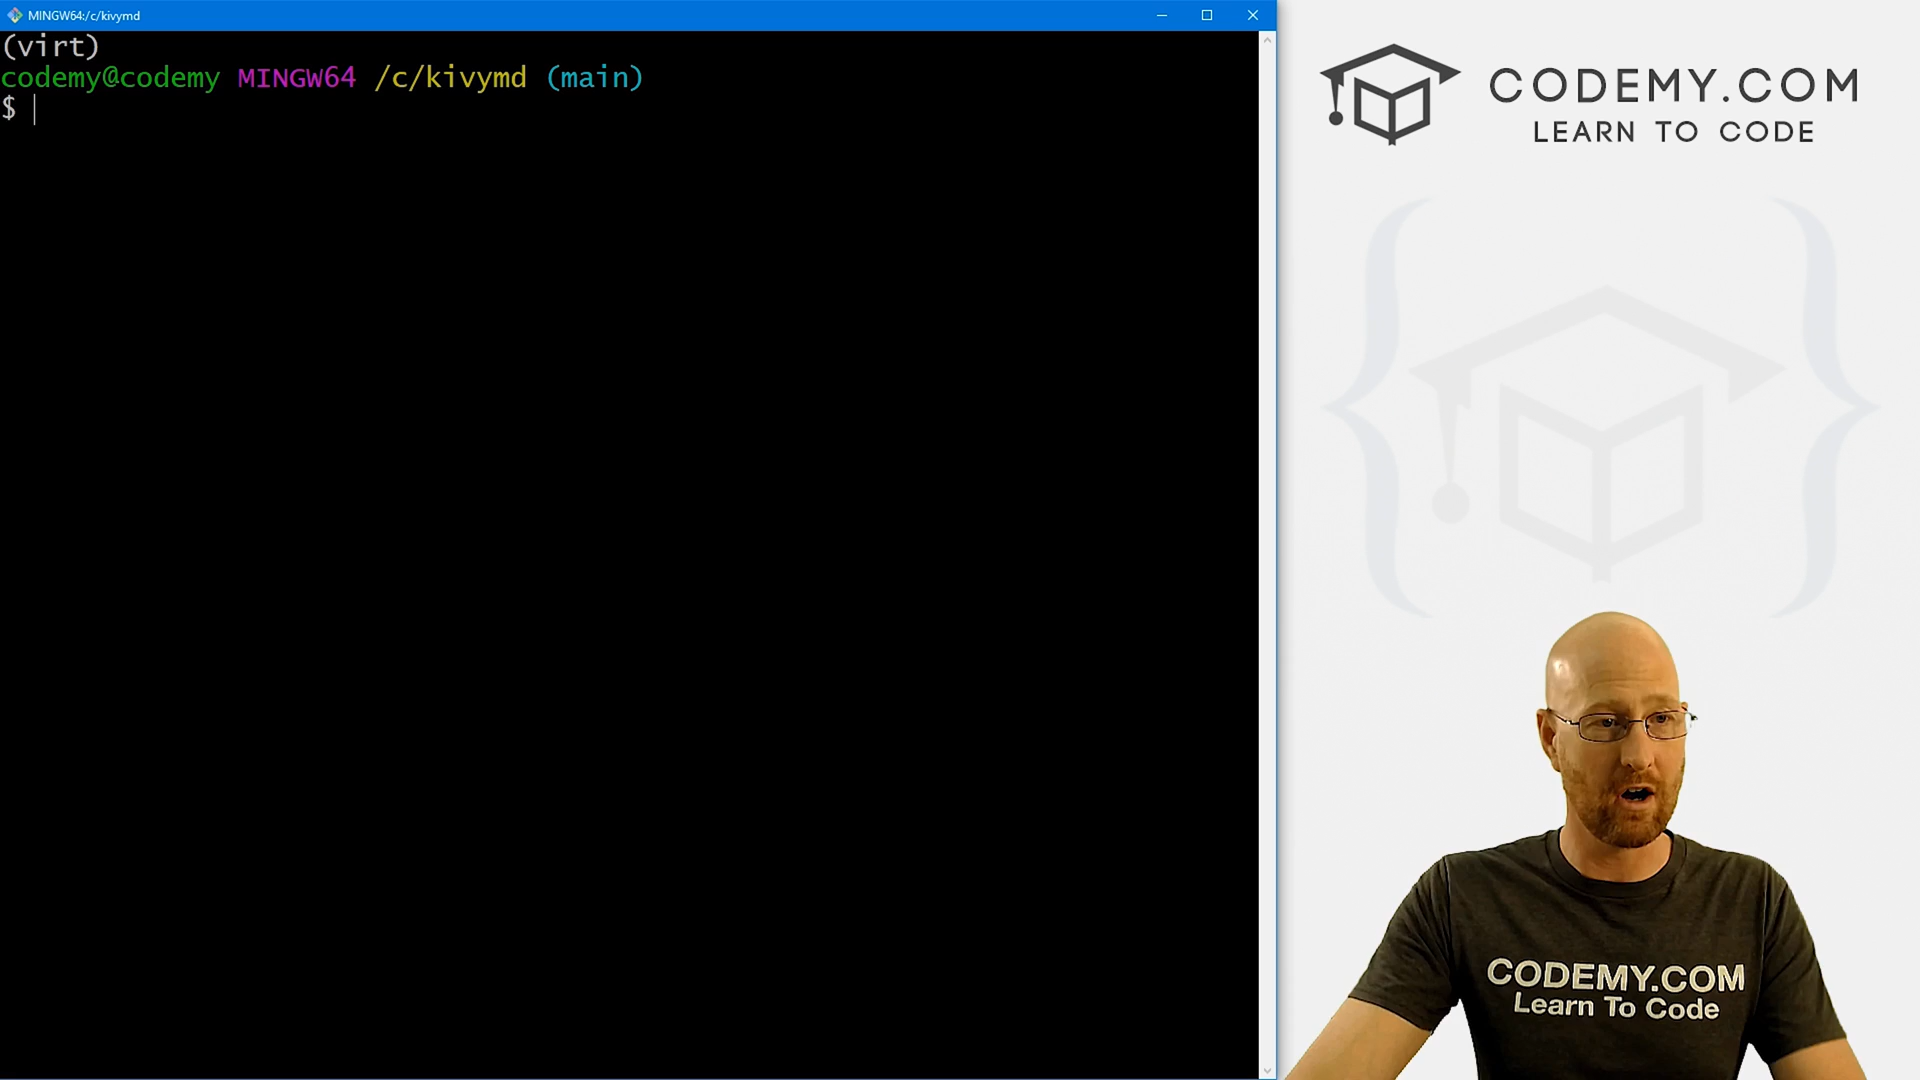 MINGW64:/c/kivymd
(virt)
codemy@codemy MINGW64 /c/kivymd (main)
$
CODEMY.COM
LEARN TO CODE
CODEMY.COM
Learn To Code